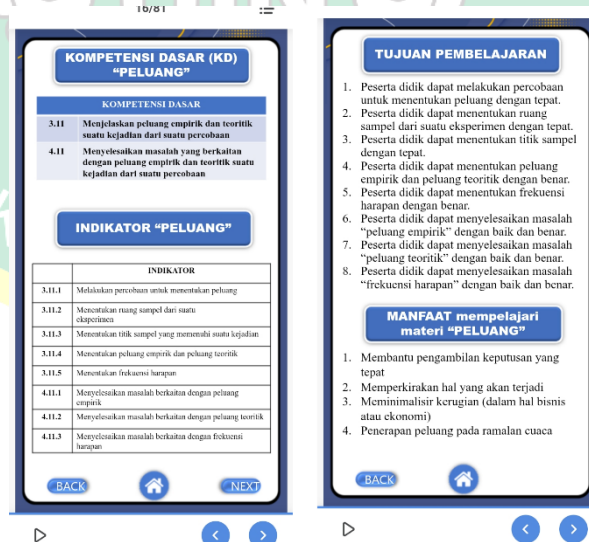 16/81
KOMPETENSI DASAR (KD)
“PELUANG”
KOMPETENSI DASAR
3.11 Menjelaskan peluang empirik dan teoritik
suatu kejadian dari suatu percobaan
4.11 Menyelesaikan masalah yang berkaitan
dengan peluang empirik dan teoritik suatu
kejadian dari suatu percobaan
INDIKATOR “PELUANG”
INDIKATOR
3.11.1 Melakukan percobaan untuk menentukan peluang
3.11.2 Menentukan ruang sampel dari suatu
eksperimen
3.11.3 Menentukan titik sampel yang memenuhi suatu kejadian
3.11.4 Menentukan peluang empirik dan peluang teoritik
3.11.5 Menentukan frekuensi harapan
4.11.1 Menyelesaikan masalah berkaitan dengan peluang
empirik
4.11.2 Menyelesaikan masalah berkaitan dengan peluang teoritik
4.11.3 Menyelesaikan masalah berkaitan dengan frekuensi
harapan
BACK
NEXT
TUJUAN PEMBELAJARAN
1. Peserta didik dapat melakukan percobaan
untuk menentukan peluang dengan tepat.
2. Peserta didik dapat menentukan ruang
sampel dari suatu eksperimen dengan tepat.
3. Peserta didik dapat menentukan titik sampel
dengan tepat.
4. Peserta didik dapat menentukan peluang
empirik dan peluang teoritik dengan benar.
5. Peserta didik dapat menentukan frekuensi
harapan dengan benar.
6. Peserta didik dapat menyelesaikan masalah
“peluang empirik” dengan baik dan benar.
7. Peserta didik dapat menyelesaikan masalah
“peluang teoritik” dengan baik dan benar.
8. Peserta didik dapat menyelesaikan masalah
“frekuensi harapan” dengan baik dan benar.
MANFAAT mempelajari
materi “PELUANG”
1. Membantu pengambilan keputusan yang
tepat
2. Memperkirakan hal yang akan terjadi
3. Meminimalisir kerugian (dalam hal bisnis
atau ekonomi)
4. Penerapan peluang pada ramalan cuaca
BACK